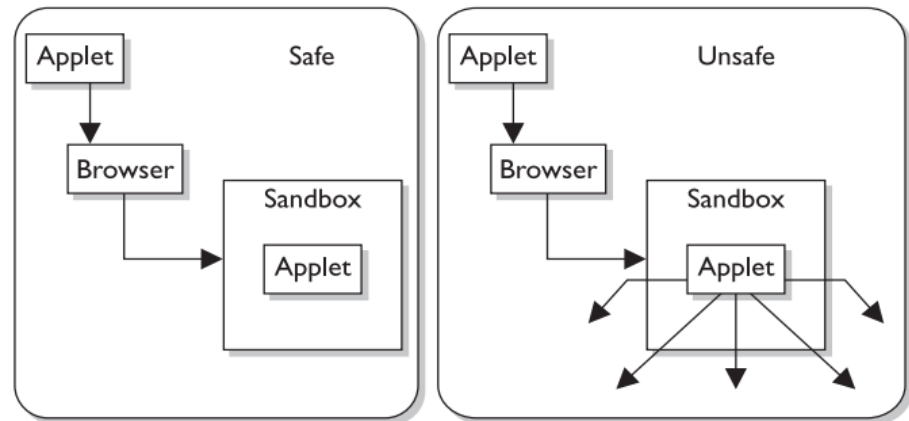 Applet
Safe
Browser
Sandbox
Applet
Applet
Unsafe
Browser
Sandbox
Applet